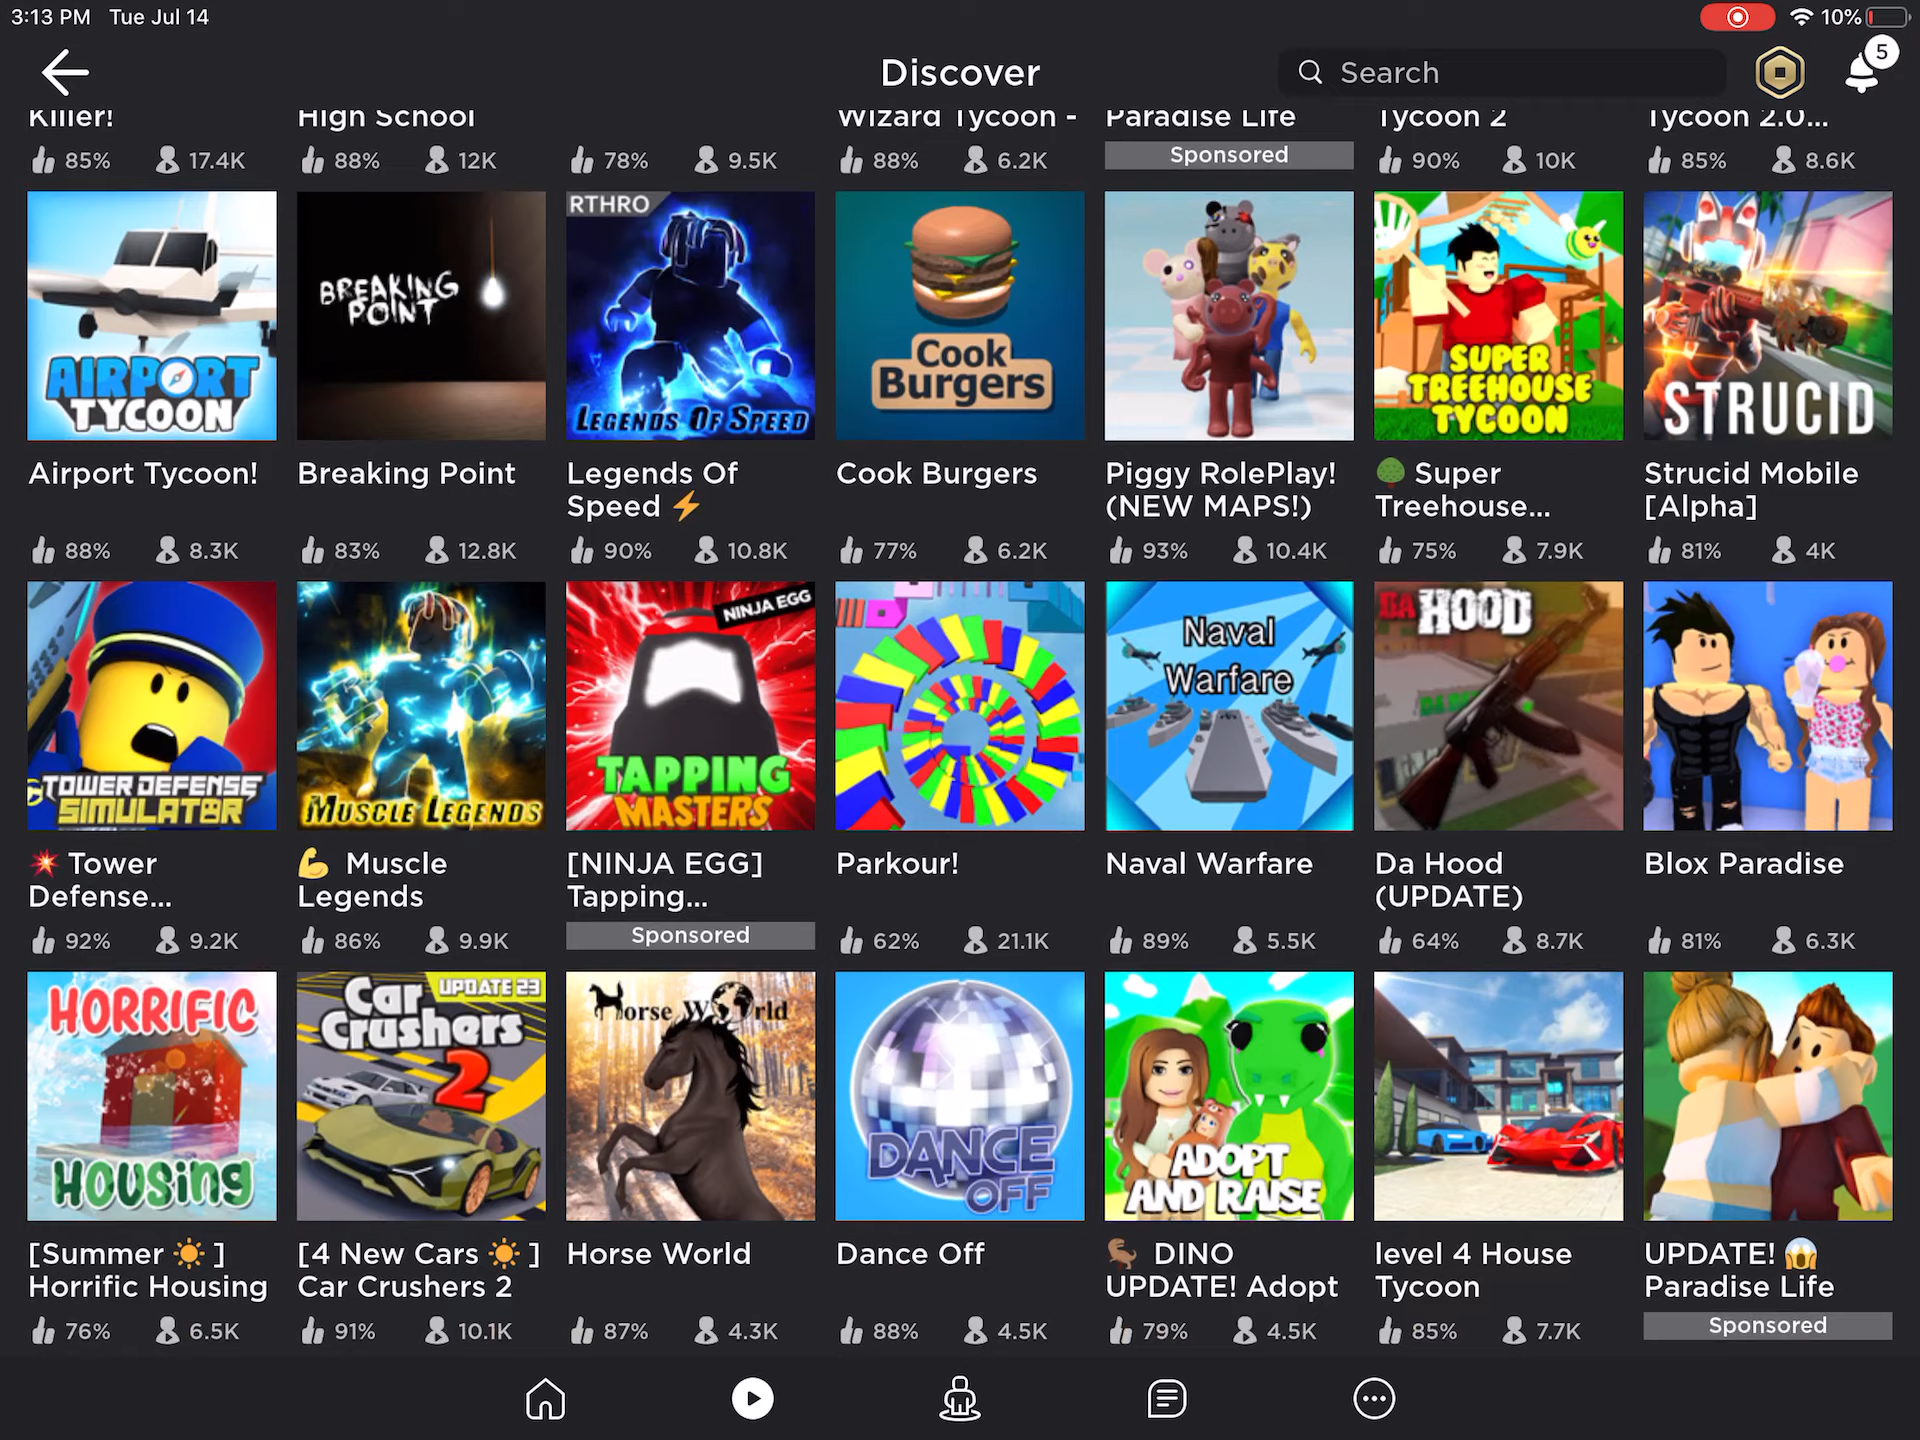 3:13 PM Tue Jul 14
10%
5
Discover
Search
Killer!
High School
Wizard Tycoon -
Paradise Life
Tycoon 2
Tycoon 2.0...
85% 17.4K
88% 12K
78% 9.5K
88% 6.2K
Sponsored
90% 10K
85% 8.6K
AIRPORT
TYCOON
BREAKING
POINT
RTHRO
LEGENDS OF SPEED
Cook
Burgers
SUPER
TREEHOUSE
TYCOON
STRUCID
Airport Tycoon!
Breaking Point
Legends Of
Speed ⚡
Cook Burgers
Piggy RolePlay!
(NEW MAPS!)
🌳 Super
Treehouse...
Strucid Mobile
[Alpha]
88% 8.3K
83% 12.8K
90% 10.8K
77% 6.2K
93% 10.4K
75% 7.9K
81% 4K
TOWER DEFENSE
SIMULATOR
MUSCLE LEGENDS
NINJA EGG
TAPPING
MASTERS
Naval
Warfare
DA HOOD
💥 Tower
Defense...
💪 Muscle
Legends
[NINJA EGG]
Tapping...
Parkour!
Naval Warfare
Da Hood
(UPDATE)
Blox Paradise
92% 9.2K
86% 9.9K
Sponsored
62% 21.1K
89% 5.5K
64% 8.7K
81% 6.3K
HORRIFIC
HOUSING
UPDATE 23
Car
Crushers
2
Horse World
DANCE
OFF
ADOPT
AND RAISE
[Summer ☀️ ]
Horrific Housing
[4 New Cars ☀️ ]
Car Crushers 2
Horse World
Dance Off
🦖 DINO
UPDATE! Adopt
level 4 House
Tycoon
UPDATE! 😱
Paradise Life
76% 6.5K
91% 10.1K
87% 4.3K
88% 4.5K
79% 4.5K
85% 7.7K
Sponsored